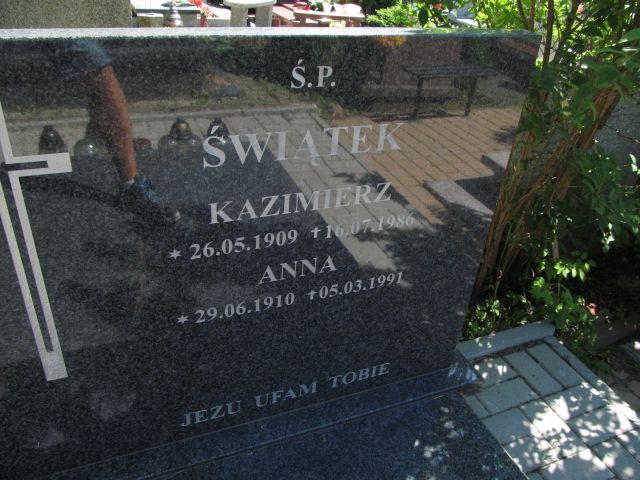 Ś.P.
ŚWIĄTEK
KAZIMIERZ
* 26.05.1909 † 16.07.1986
ANNA
* 29.06.1910 † 05.03.1991
JEZU UFAM TOBIE